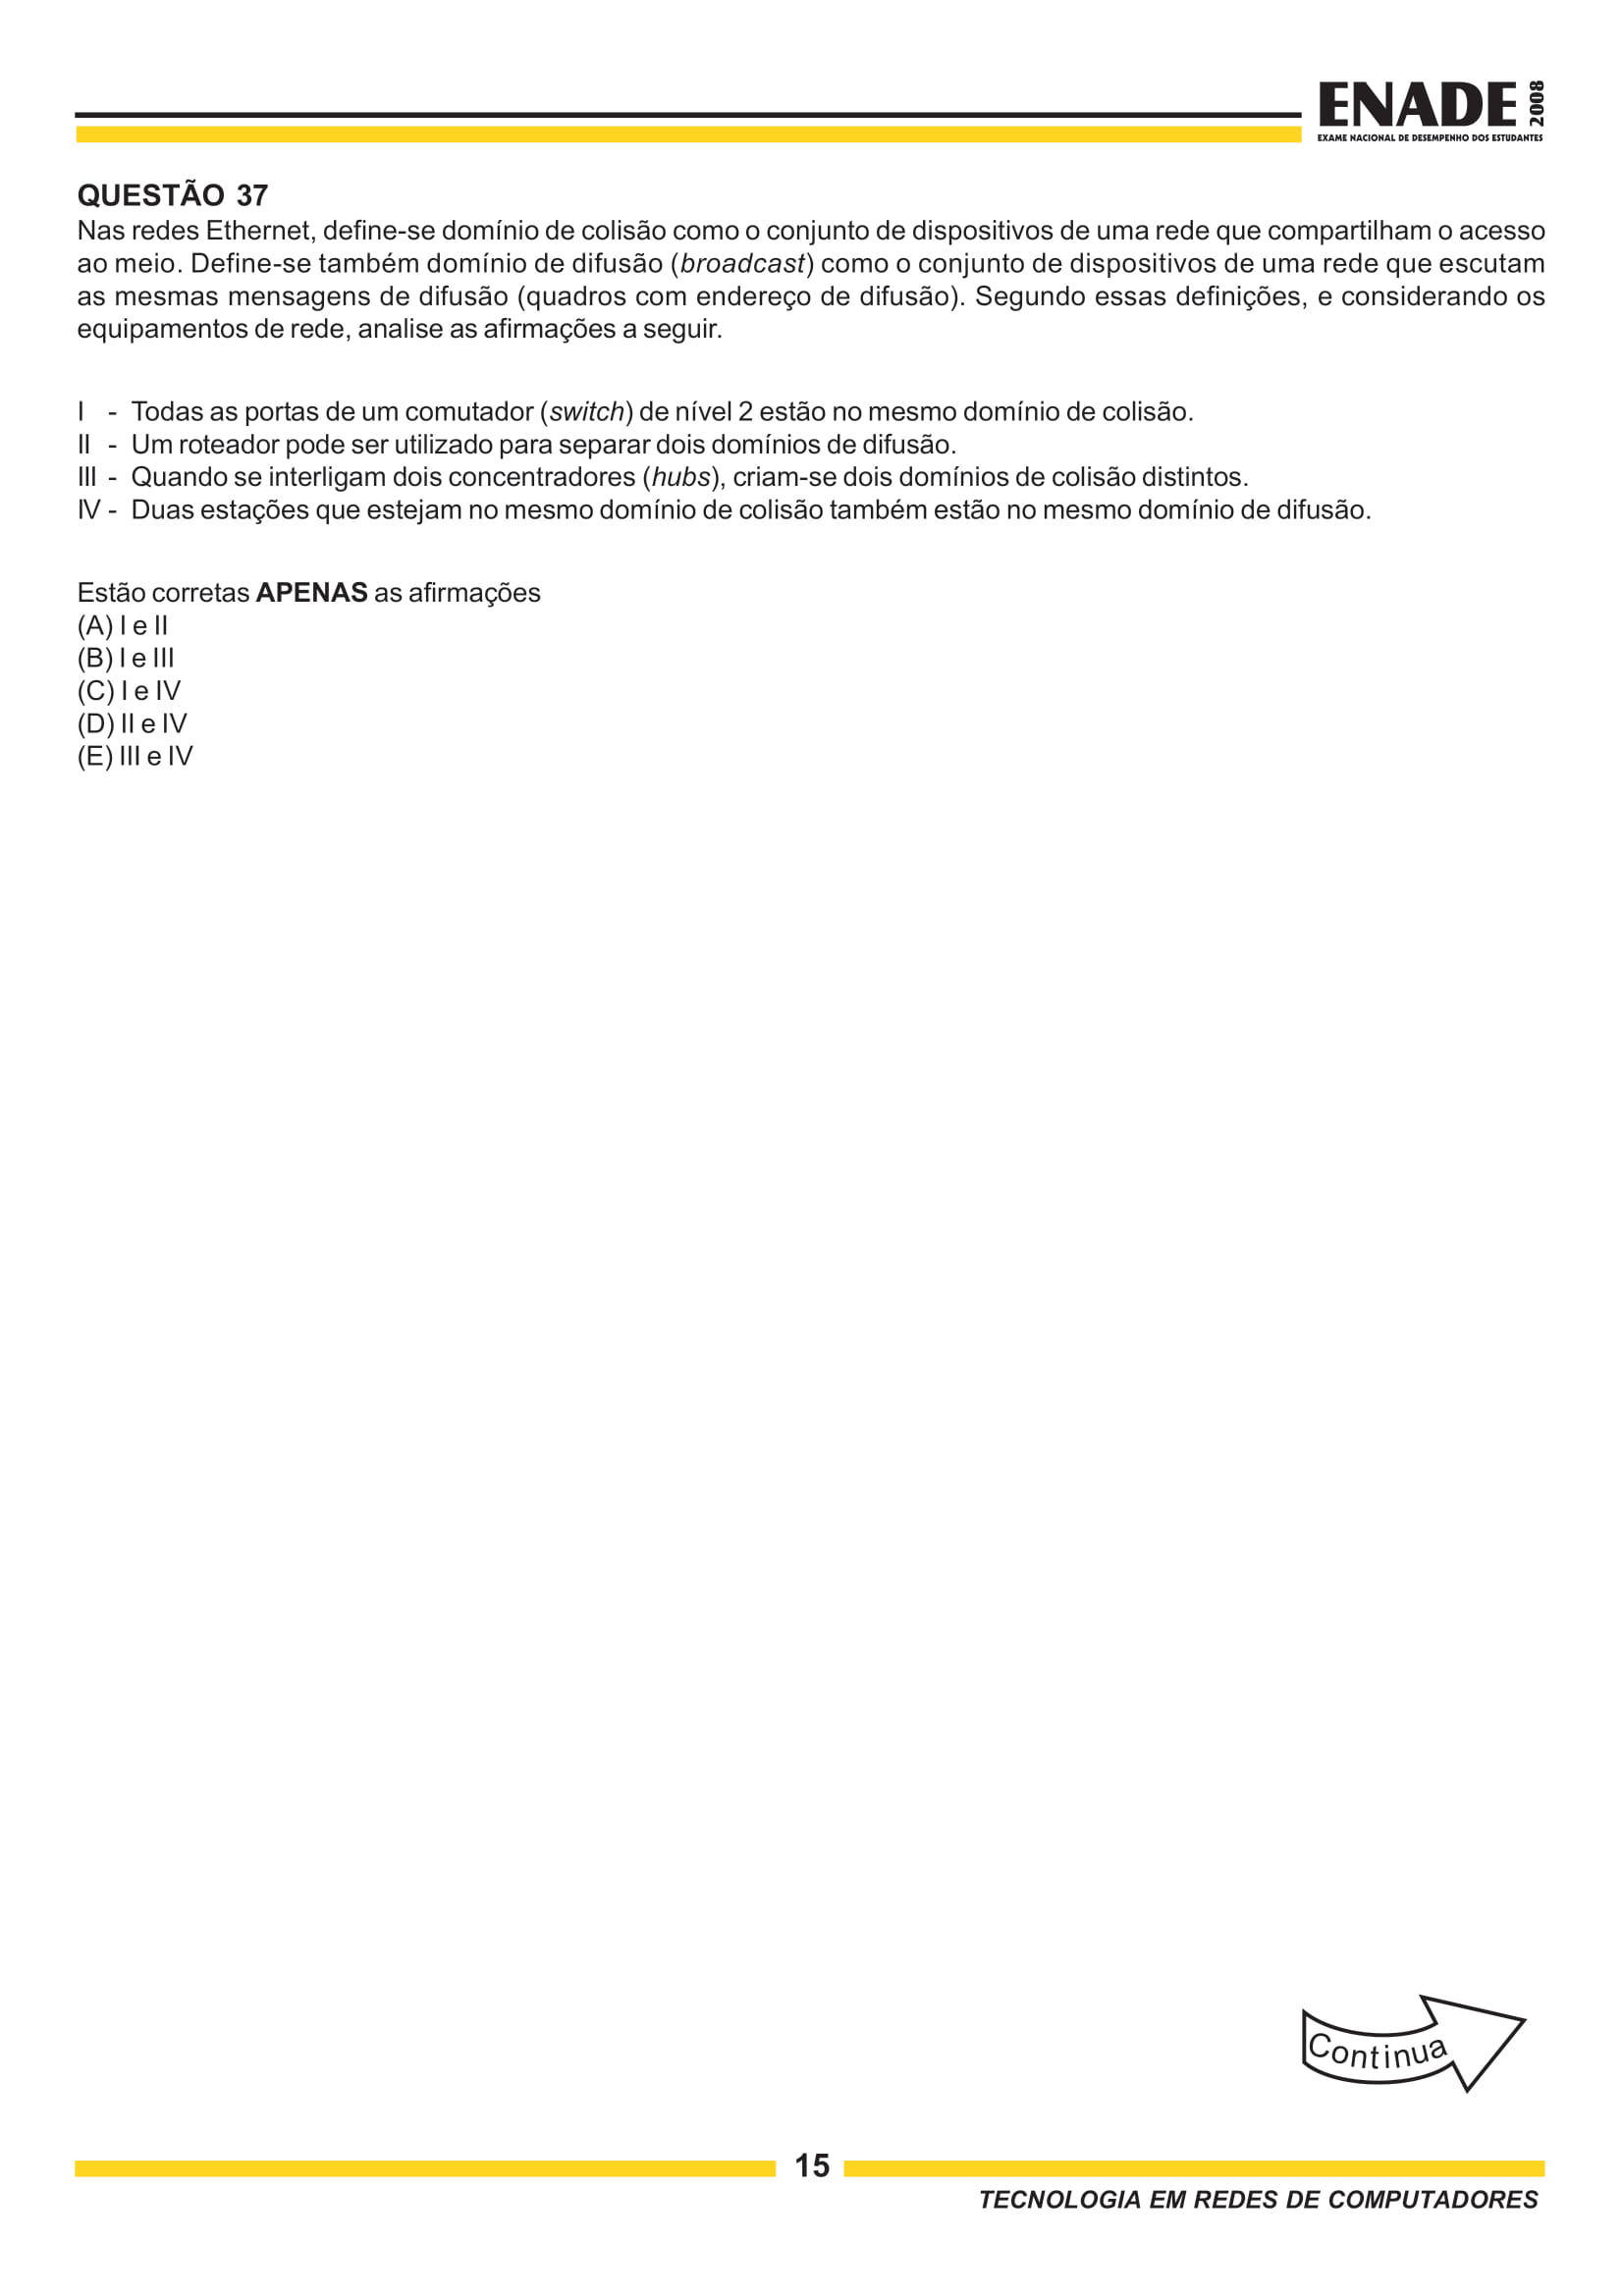 ENADE 2008
EXAME NACIONAL DE DESEMPENHO DOS ESTUDANTES
QUESTÃO 37
Nas redes Ethernet, define-se domínio de colisão como o conjunto de dispositivos de uma rede que compartilham o acesso
ao meio. Define-se também domínio de difusão (broadcast) como o conjunto de dispositivos de uma rede que escutam
as mesmas mensagens de difusão (quadros com endereço de difusão). Segundo essas definições, e considerando os
equipamentos de rede, analise as afirmações a seguir.
I - Todas as portas de um comutador (switch) de nível 2 estão no mesmo domínio de colisão.
II - Um roteador pode ser utilizado para separar dois domínios de difusão.
III - Quando se interligam dois concentradores (hubs), criam-se dois domínios de colisão distintos.
IV - Duas estações que estejam no mesmo domínio de colisão também estão no mesmo domínio de difusão.
Estão corretas APENAS as afirmações
(A) I e II
(B) I e III
(C) I e IV
(D) II e IV
(E) III e IV
Continua
15
TECNOLOGIA EM REDES DE COMPUTADORES